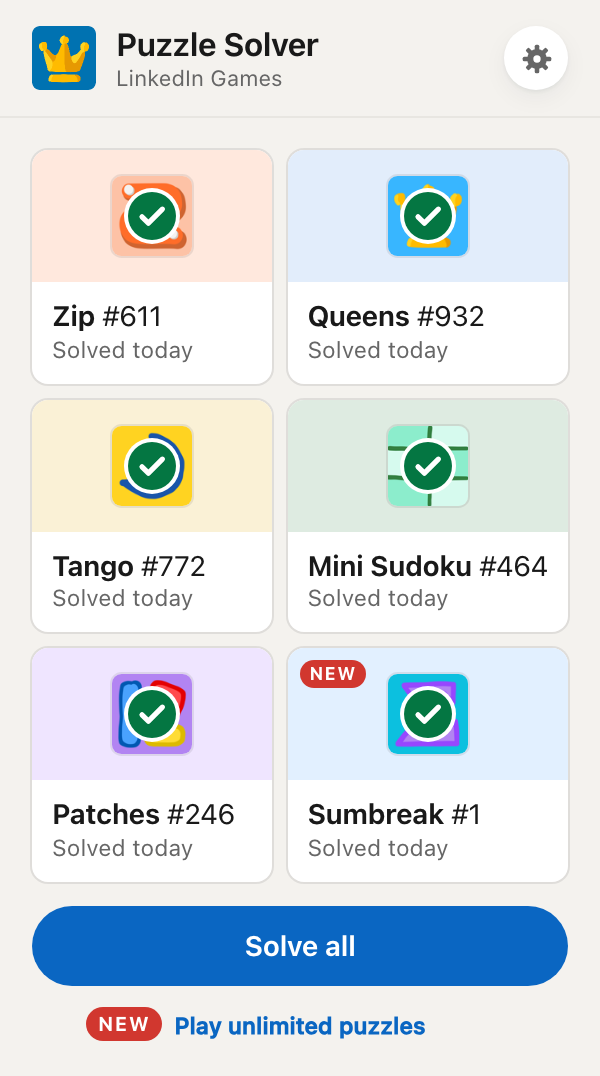 Puzzle Solver
LinkedIn Games
Zip #611
Solved today
Queens #932
Solved today
Tango #772
Solved today
Mini Sudoku #464
Solved today
Patches #246
Solved today
NEW
Sumbreak #1
Solved today
Solve all
NEW Play unlimited puzzles